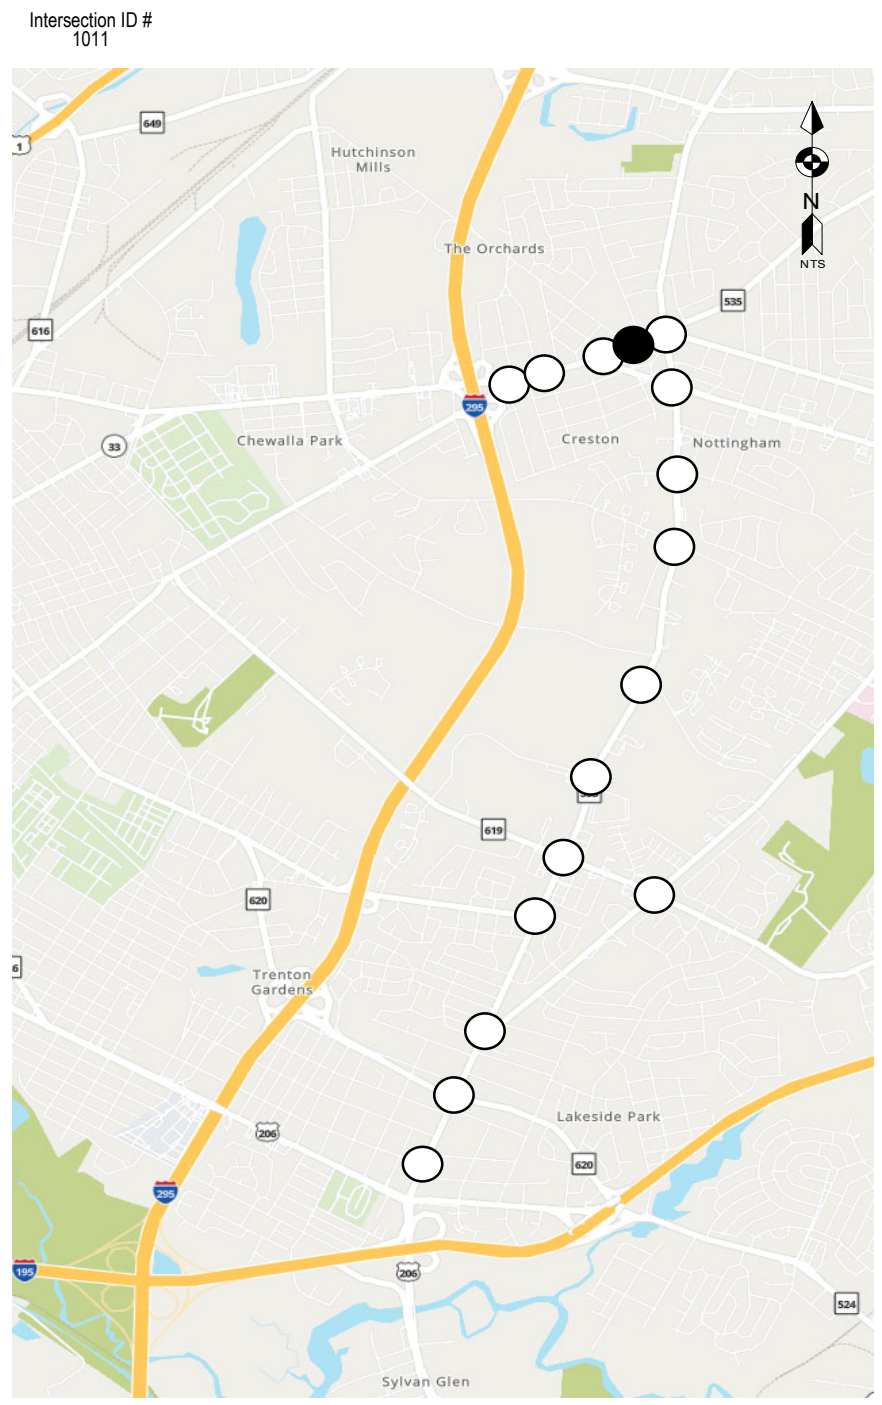 Intersection ID #
1011
649
1
Hutchinson
Mills
N
The Orchards
NTS
535
616
295
33
Chewalla Park
Creston
Nottingham
619
620
6
Trenton
Gardens
Lakeside Park
206
620
295
195
206
524
Sylvan Glen